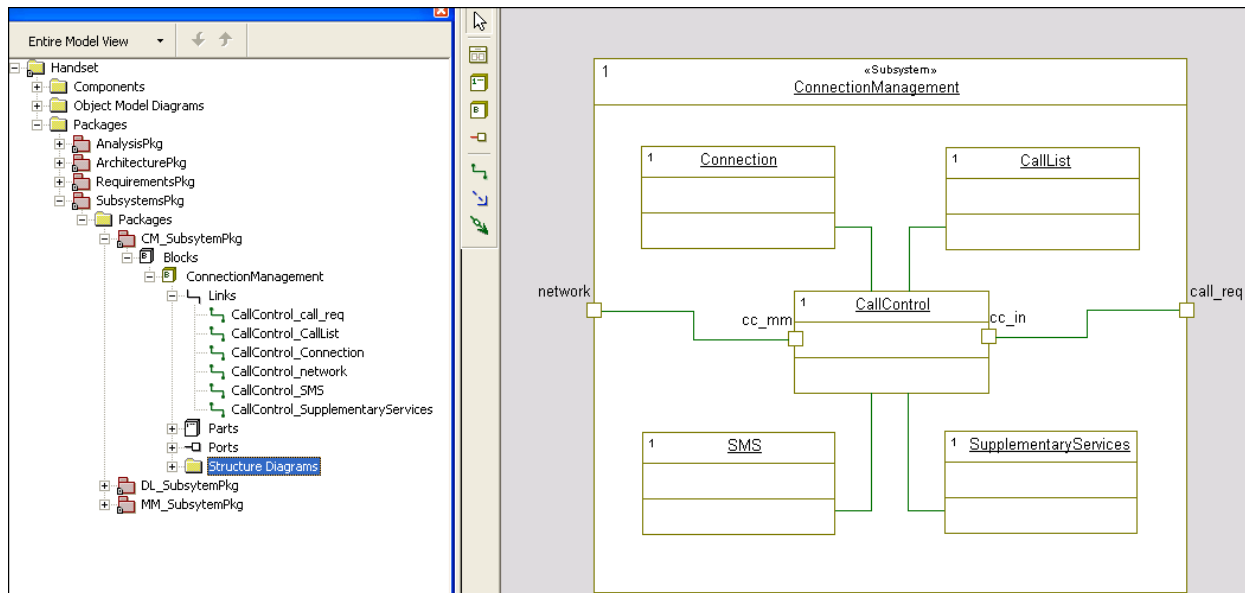 Entire Model View
Handset
Components
Object Model Diagrams
Packages
AnalysisPkg
ArchitecturePkg
RequirementsPkg
SubsystemsPkg
Packages
CM_SubsytemPkg
Blocks
ConnectionManagement
Links
CallControl_call_req
CallControl_CallList
CallControl_Connection
CallControl_network
CallControl_SMS
CallControl_SupplementaryServices
Parts
Ports
Structure Diagrams
DL_SubsytemPkg
MM_SubsytemPkg
1 «Subsystem»
ConnectionManagement
1 Connection
1 CallList
network
call_req
1 CallControl
cc_mm
cc_in
1 SMS
1 SupplementaryServices